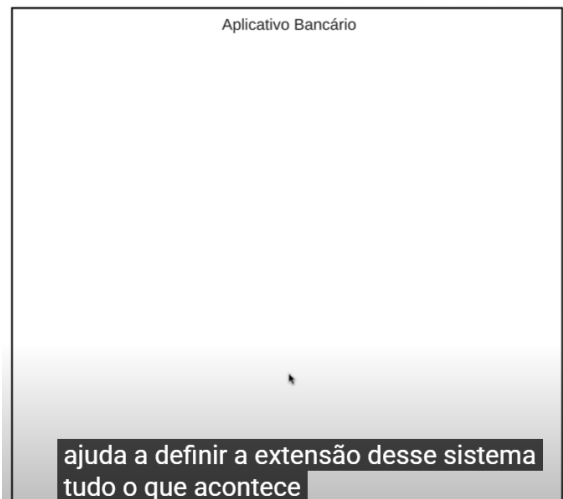 Aplicativo Bancário
ajuda a definir a extensão desse sistema
tudo o que acontece